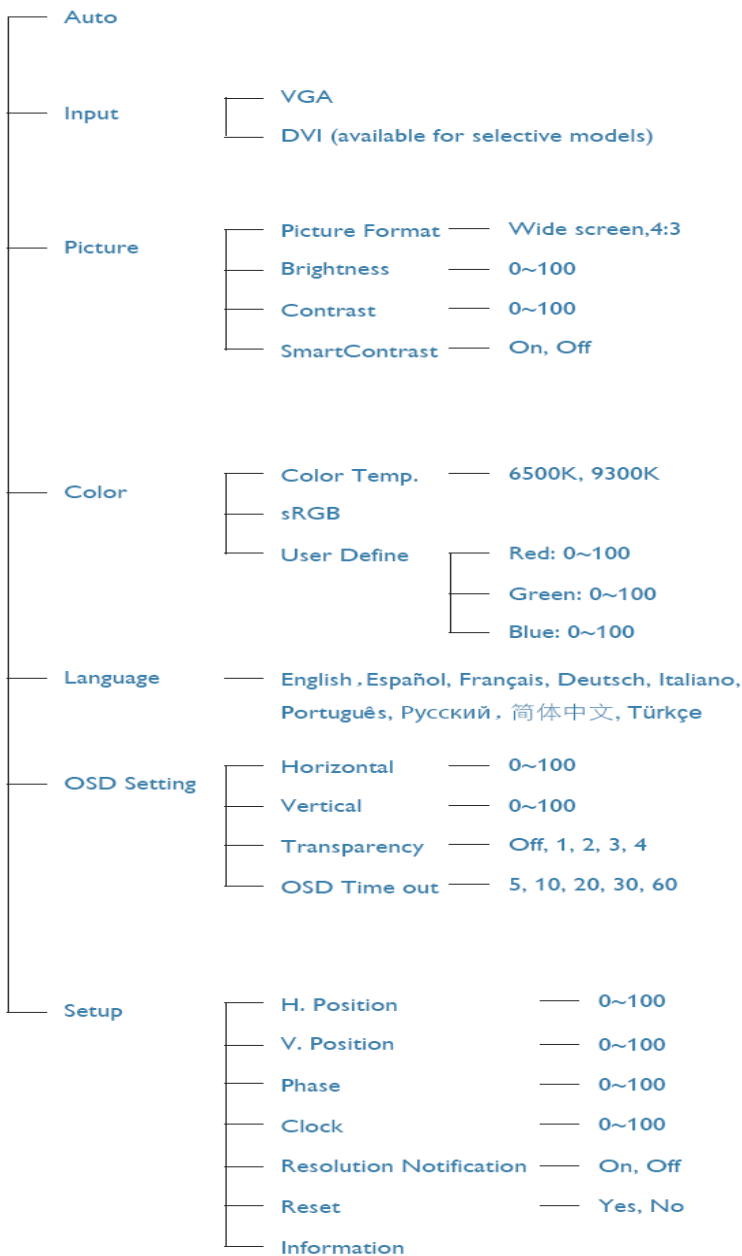 Auto
Input
VGA
DVI (available for selective models)
Picture
Picture Format Wide screen,4:3
Brightness 0~100
Contrast 0~100
SmartContrast On, Off
Color
Color Temp. 6500K, 9300K
sRGB
User Define Red: 0~100
Green: 0~100
Blue: 0~100
Language English，Español, Français, Deutsch, Italiano,
Português, Русский，简体中文, Türkçe
OSD Setting
Horizontal 0~100
Vertical 0~100
Transparency Off, 1, 2, 3, 4
OSD Time out 5, 10, 20, 30, 60
Setup
H. Position 0~100
V. Position 0~100
Phase 0~100
Clock 0~100
Resolution Notification On, Off
Reset Yes, No
Information